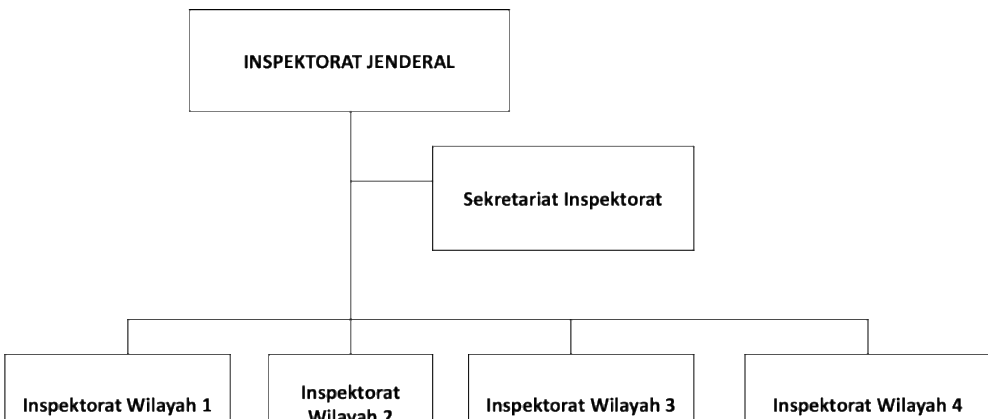 INSPEKTORAT JENDERAL
Sekretariat Inspektorat
Inspektorat Wilayah 1
Inspektorat
Wilayah 2
Inspektorat Wilayah 3
Inspektorat Wilayah 4